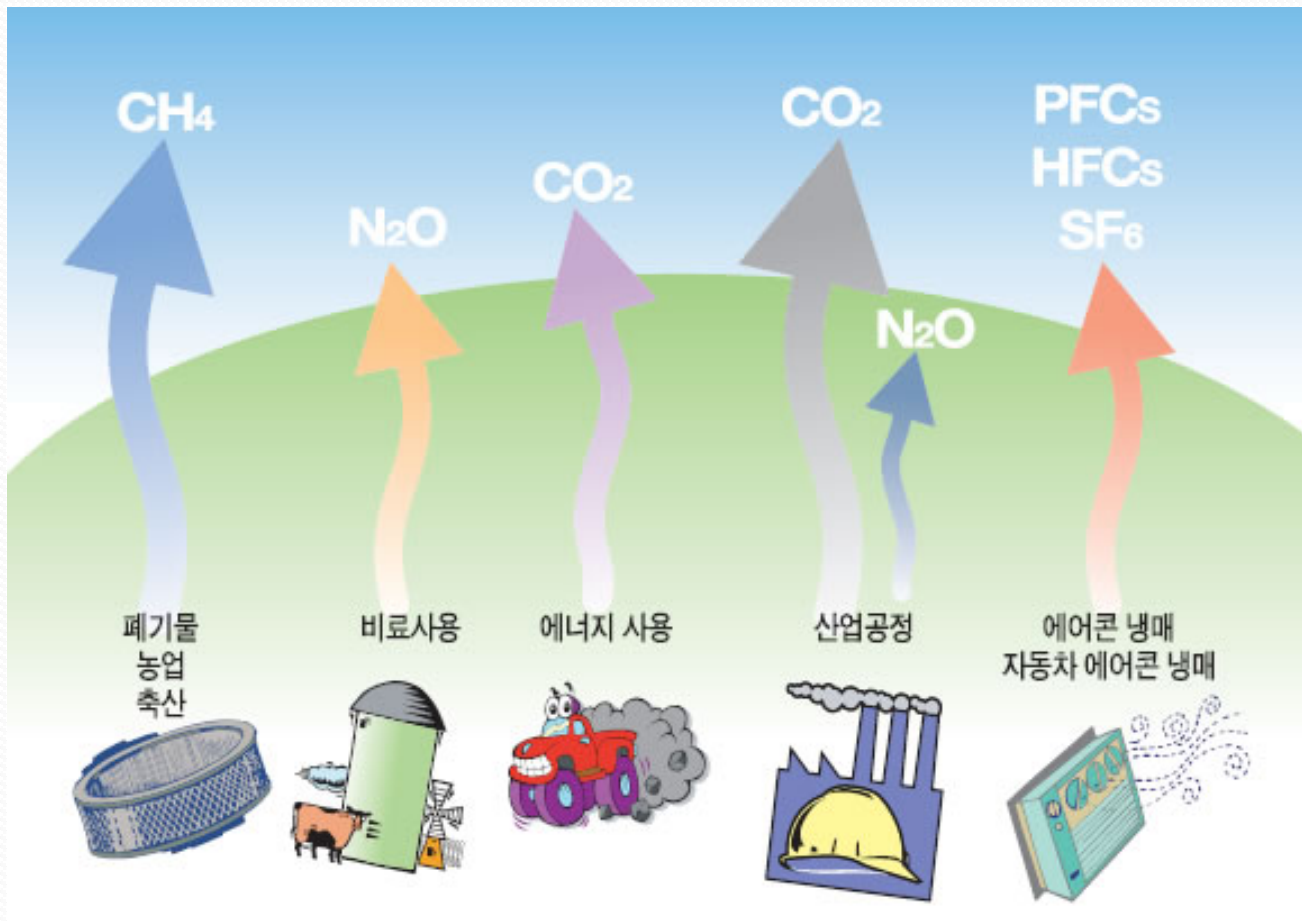 CH4
N2O
CO2
CO2
N2O
PFCs
HFCs
SF6
폐기물
농업
축산
비료사용
에너지 사용
산업공정
에어콘 냉매
자동차 에어콘 냉매